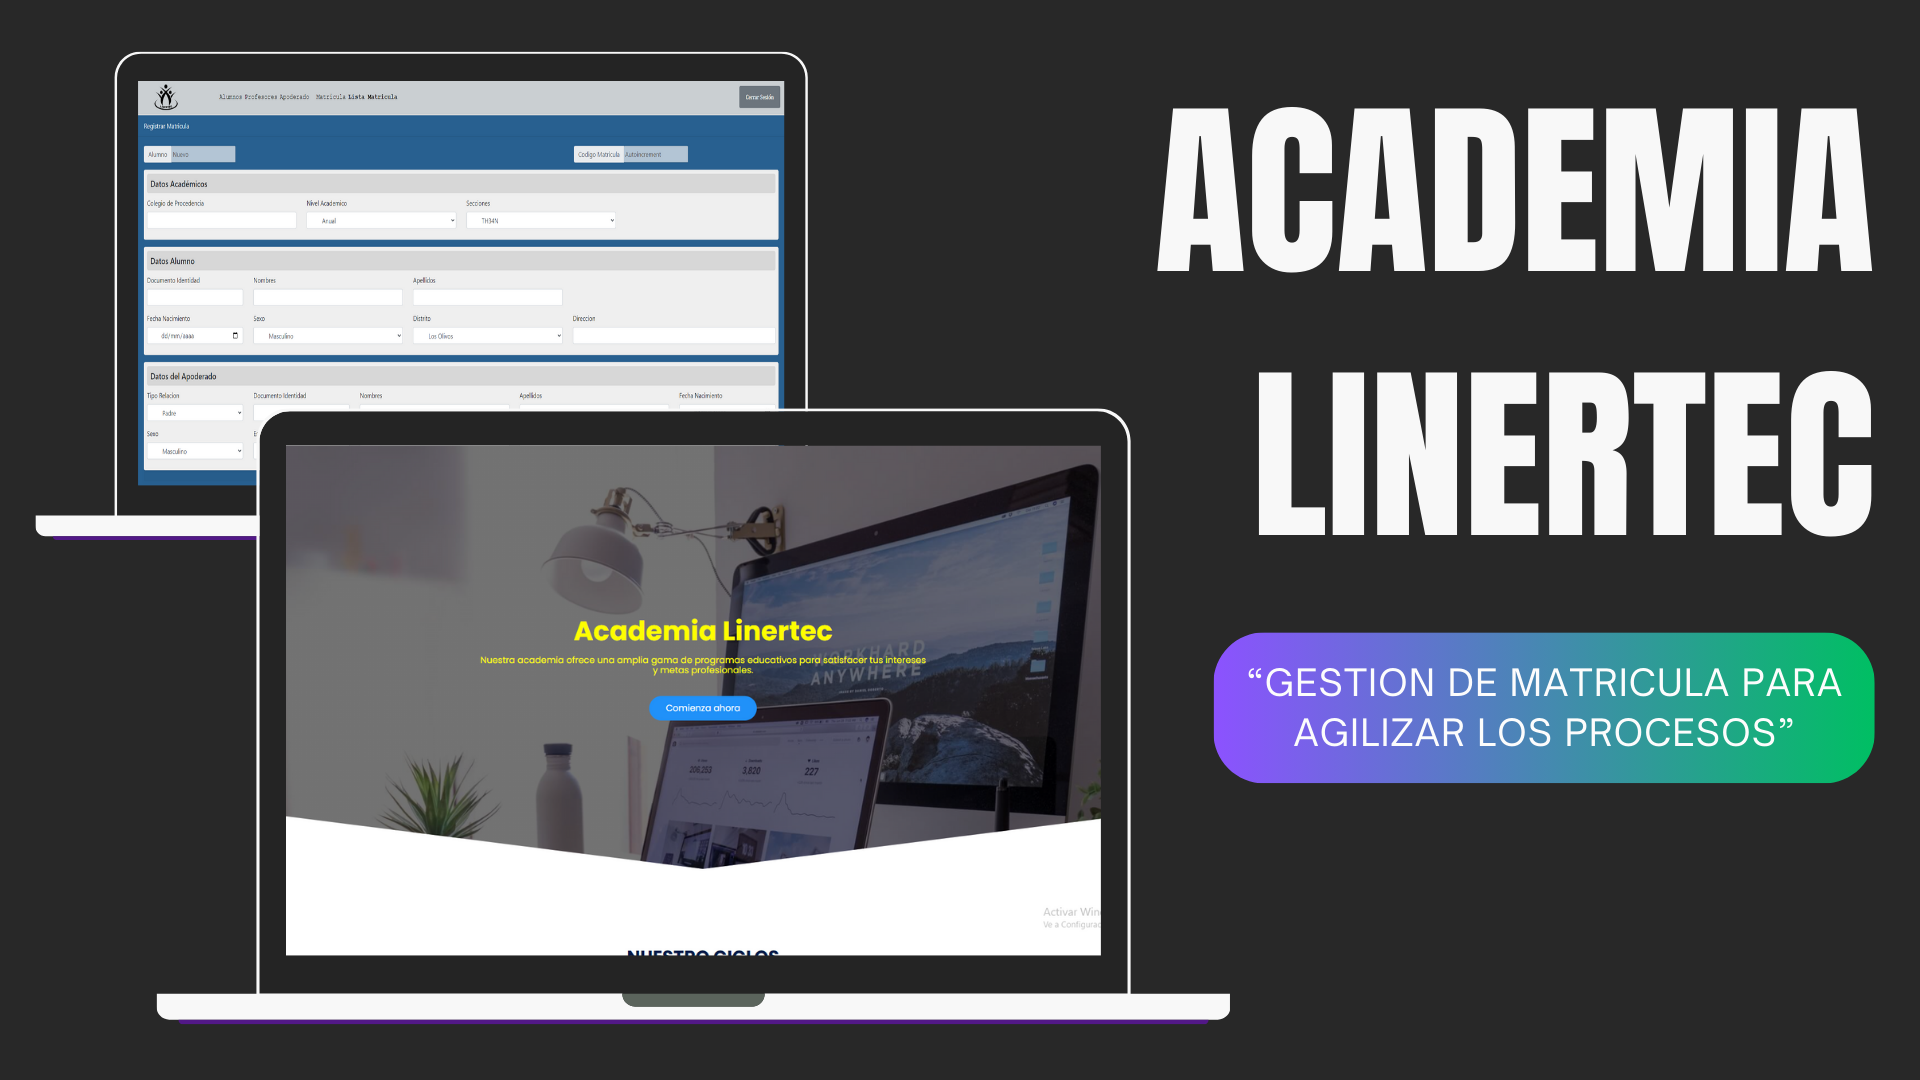 Alumnos Profesores Apoderado Matricula Lista Matricula
Cerrar Sesión
Registrar Matricula
Alumno Nuevo
Codigo Matricula Autoincrement
Datos Académicos
Colegio de Procedencia Nivel Academico Secciones
Anual TH34N
Datos Alumno
Documento Identidad Nombres Apellidos
Fecha Nacimiento Sexo Distrito Direccion
dd/mm/aaaa Masculino Los Olivos
Datos del Apoderado
Tipo Relacion Documento Identidad Nombres Apellidos Fecha Nacimiento
Padre
Sexo
Masculino
ACADEMIA
LINERTEC
“GESTION DE MATRICULA PARA
AGILIZAR LOS PROCESOS”
Academia Linertec
Nuestra academia ofrece una amplia gama de programas educativos para satisfacer tus intereses
y metas profesionales.
Comienza ahora
WORKHARD
ANYWHERE
206,203 3,820 227
Activar Win
Ve a Configurac
NUESTRO CICLOS